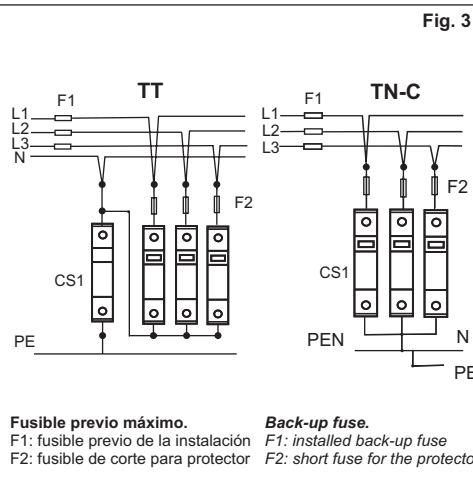 Fig. 3
TT
F1
L1
L2
L3
N
F2
CS1
PE
TN-C
F1
L1
L2
L3
F2
CS1
PEN
N
PE
Fusible previo máximo.
F1: fusible previo de la instalación
F2: fusible de corte para protector
Back-up fuse.
F1: installed back-up fuse
F2: short fuse for the protecto